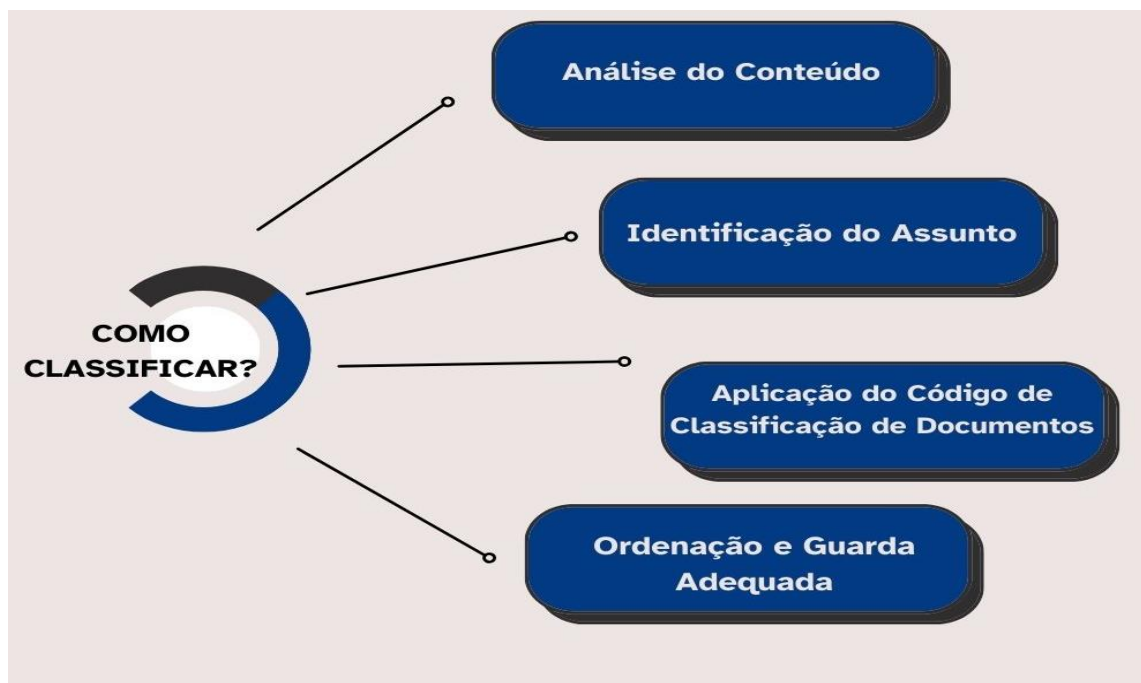 COMO
CLASSIFICAR?
Análise do Conteúdo
Identificação do Assunto
Aplicação do Código de
Classificação de Documentos
Ordenação e Guarda
Adequada